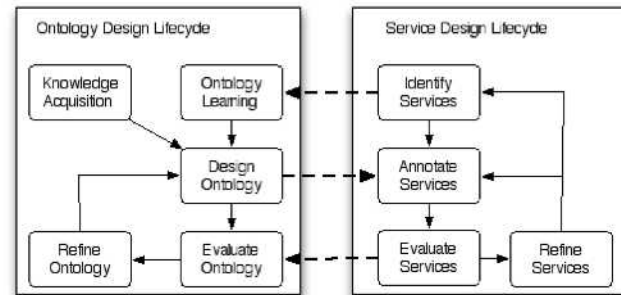 Ontology Design Lifecycle
Knowledge
Acquisition
Ontology
Learning
Design
Ontology
Refine
Ontology
Evaluate
Ontology
Service Design Lifecycle
Identify
Services
Annotate
Services
Evaluate
Services
Refine
Services